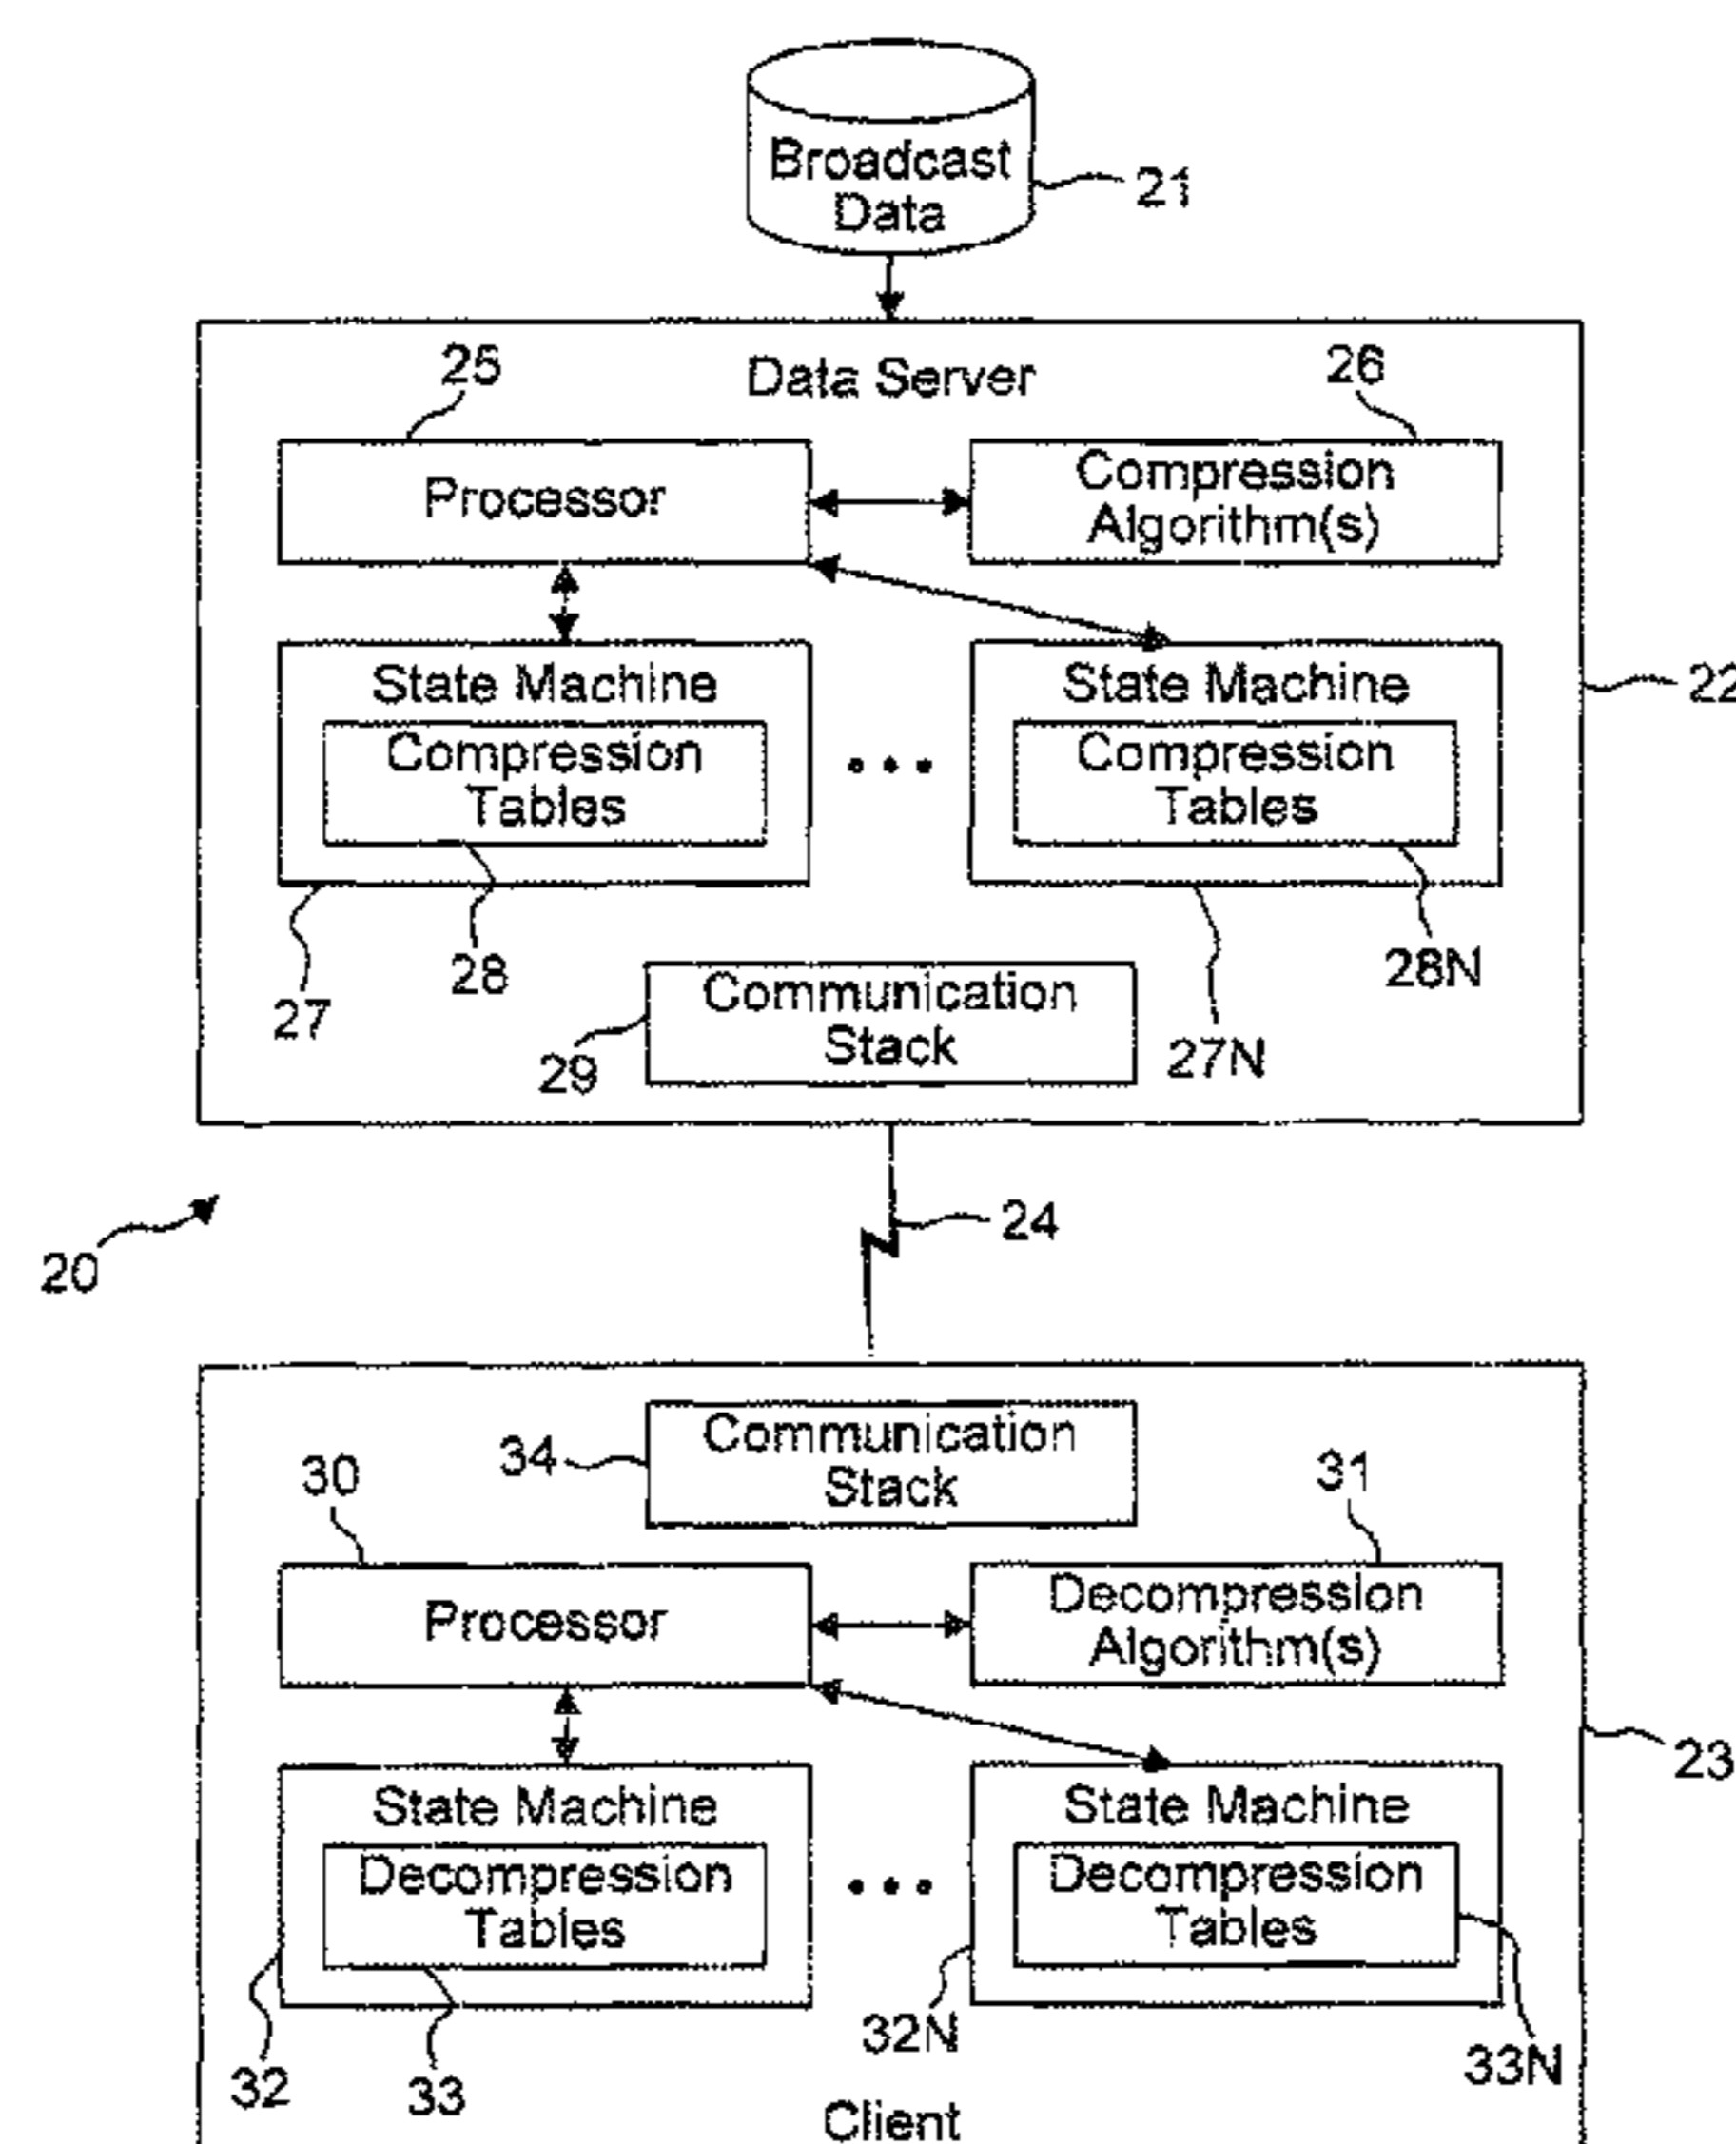 Broadcast
Data
21
Data Server
25
26
Processor
Compression
Algorithm(s)
State Machine
Compression
Tables
State Machine
Compression
Tables
22
27
28
28N
27N
Communication
Stack
29
24
20
Communication
Stack
34
30
31
Processor
Decompression
Algorithm(s)
23
State Machine
Decompression
Tables
State Machine
Decompression
Tables
32
33
32N
33N
Client